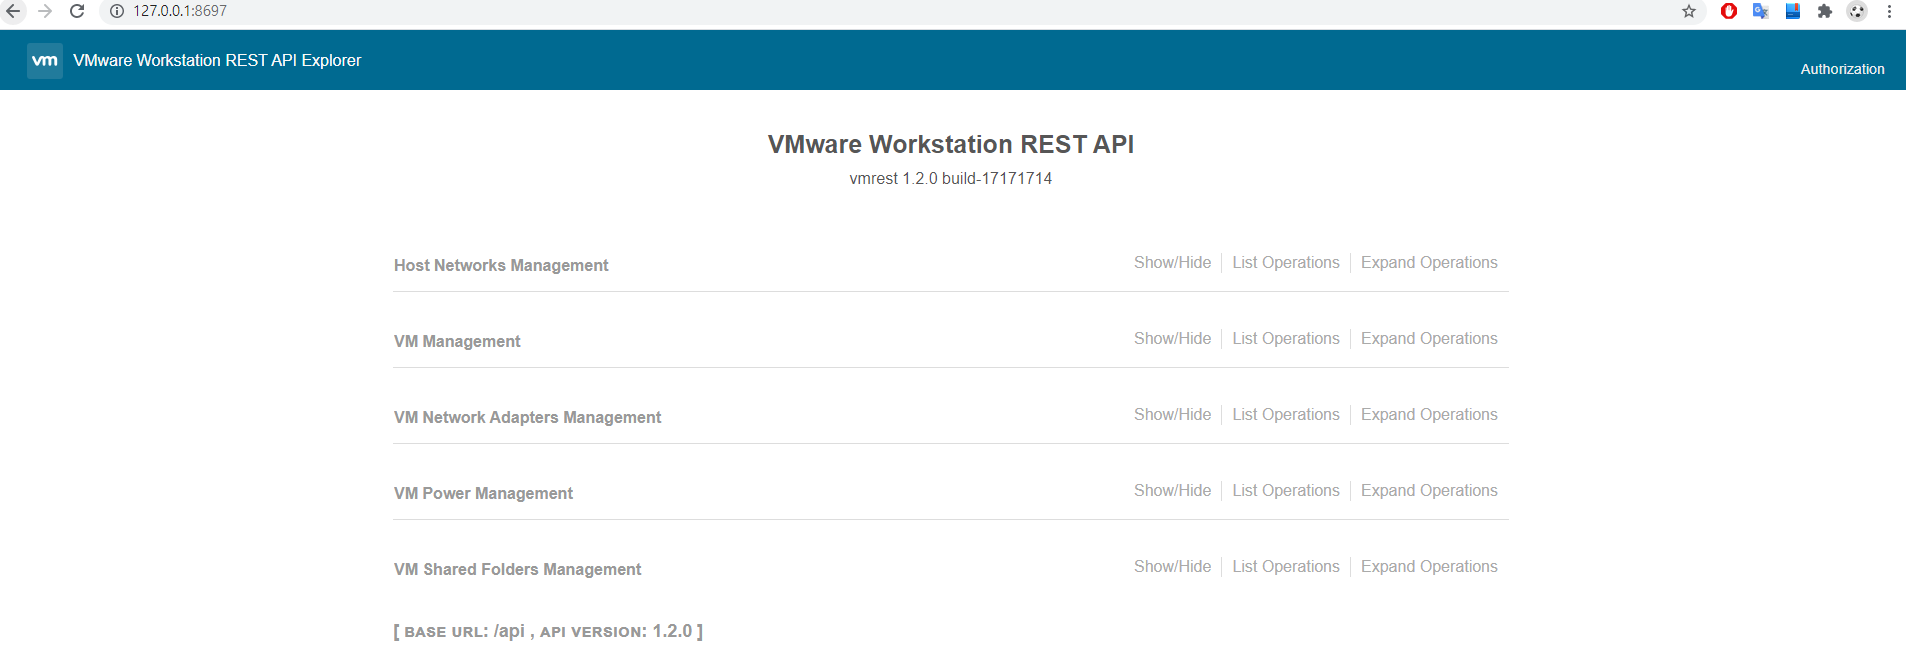 127.0.0.1:8697
vm VMware Workstation REST API Explorer
Authorization
VMware Workstation REST API
vmrest 1.2.0 build-17171714
Host Networks Management Show/Hide List Operations Expand Operations
VM Management Show/Hide List Operations Expand Operations
VM Network Adapters Management Show/Hide List Operations Expand Operations
VM Power Management Show/Hide List Operations Expand Operations
VM Shared Folders Management Show/Hide List Operations Expand Operations
[ BASE URL: /api , API VERSION: 1.2.0 ]